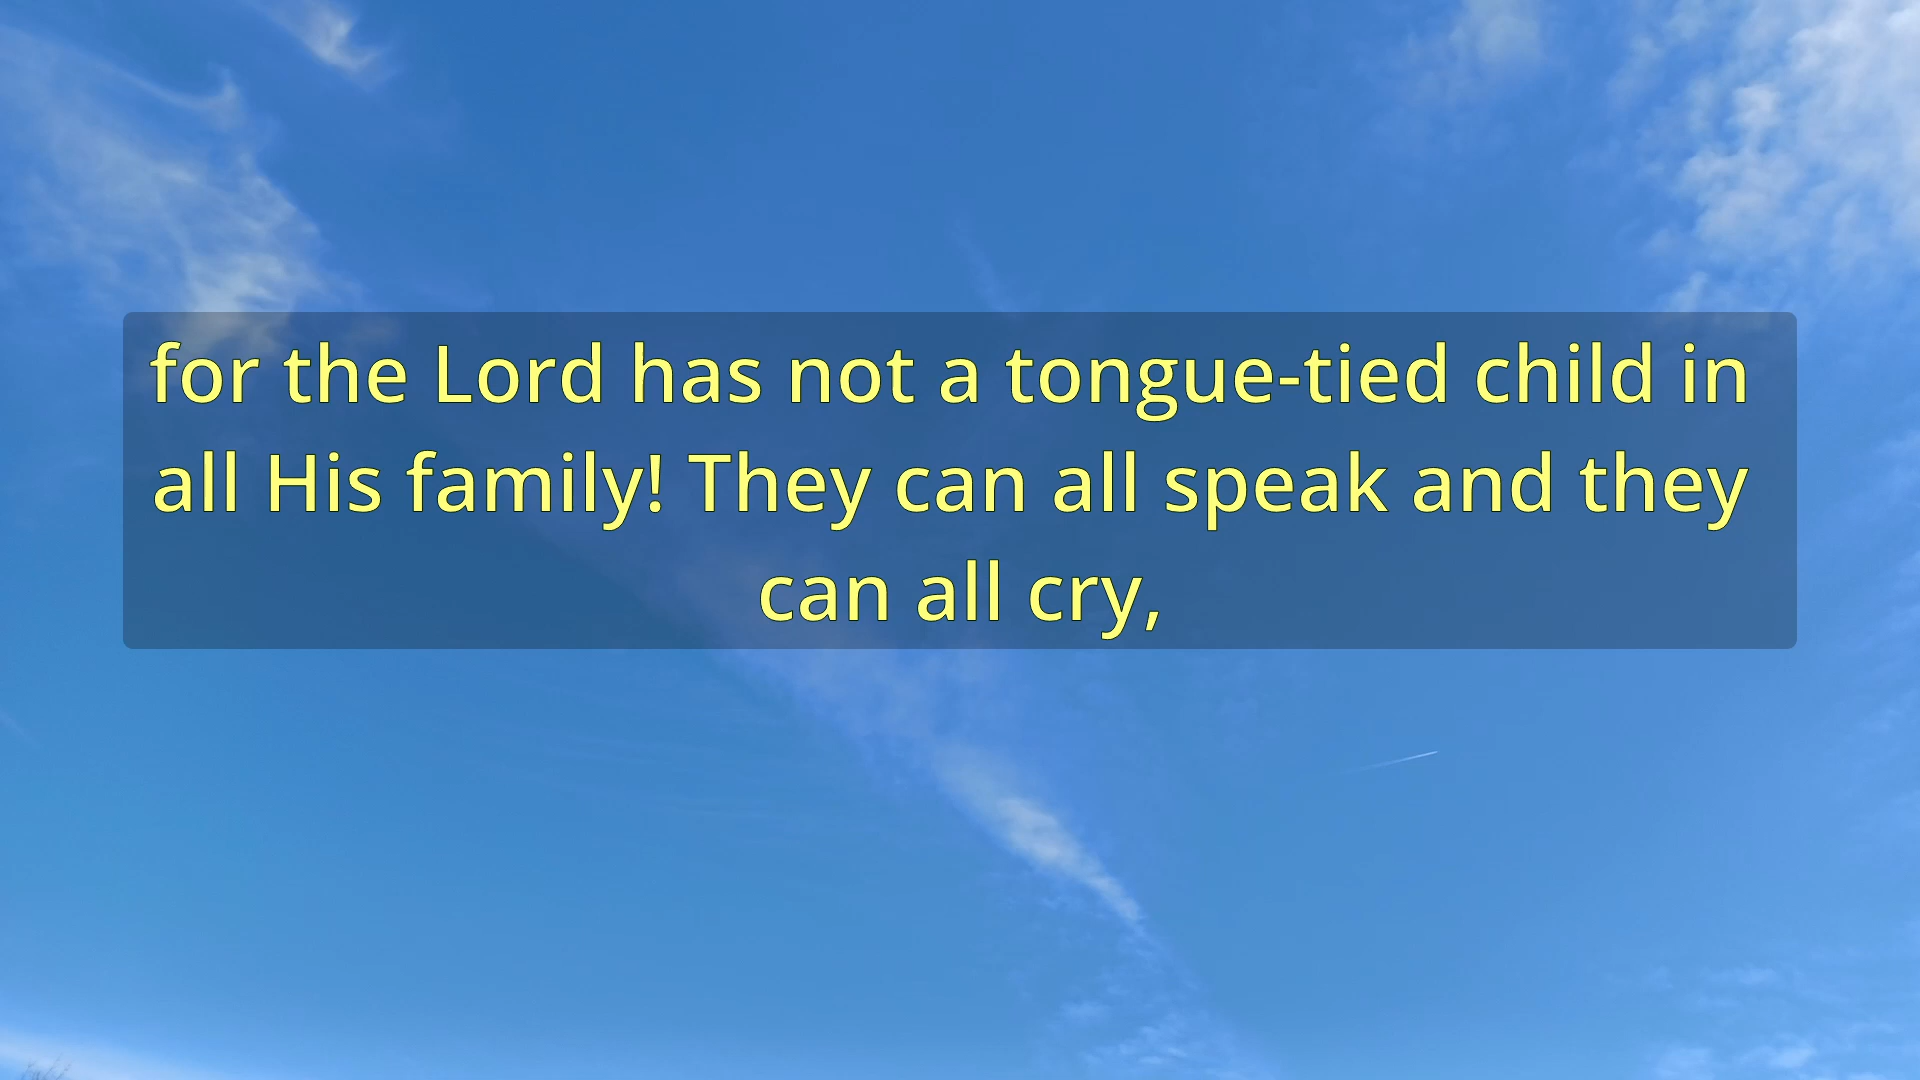 for the Lord has not a tongue-tied child in
all His family! They can all speak and they
can all cry,